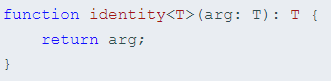 function identity<T>(arg: T): T {
    return arg;
}